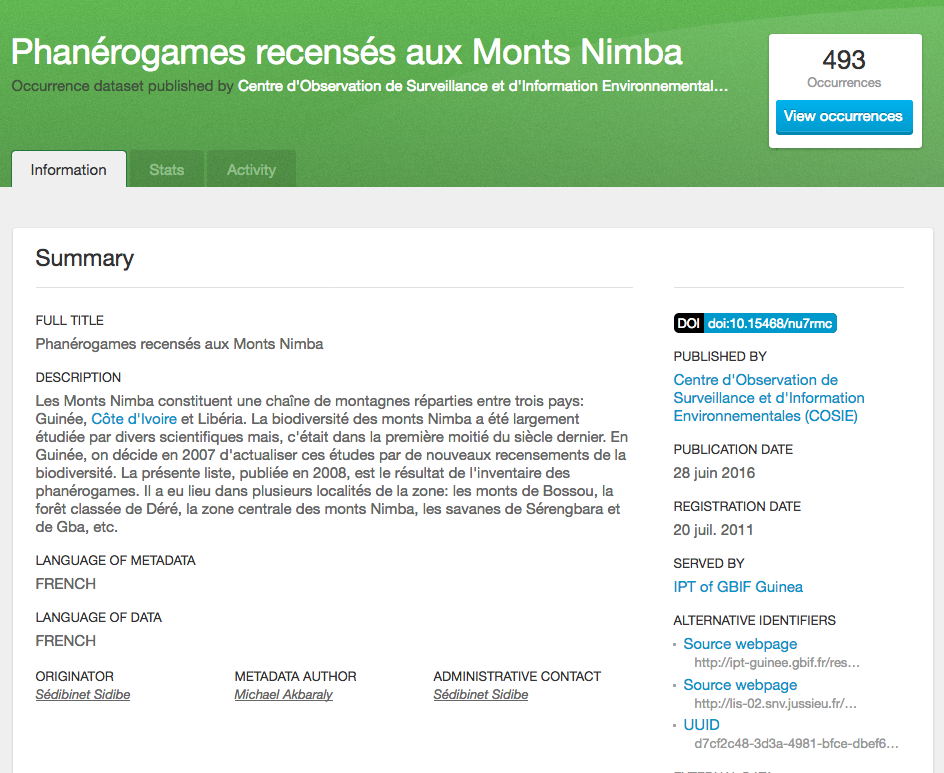 Phanérogames recensés aux Monts Nimba
Occurrence dataset published by Centre d'Observation de Surveillance et d'Information Environnemental…
493
Occurrences
View occurrences
Information
Stats
Activity
Summary
FULL TITLE
Phanérogames recensés aux Monts Nimba
DESCRIPTION
Les Monts Nimba constituent une chaîne de montagnes réparties entre trois pays:
Guinée, Côte d'Ivoire et Libéria. La biodiversité des monts Nimba a été largement
étudiée par divers scientifiques mais, c'était dans la première moitié du siècle dernier. En
Guinée, on décide en 2007 d'actualiser ces études par de nouveaux recensements de la
biodiversité. La présente liste, publiée en 2008, est le résultat de l'inventaire des
phanérogames. Il a eu lieu dans plusieurs localités de la zone: les monts de Bossou, la
forêt classée de Déré, la zone centrale des monts Nimba, les savanes de Sérengbara et
de Gba, etc.
LANGUAGE OF METADATA
FRENCH
LANGUAGE OF DATA
FRENCH
ORIGINATOR
Sédibinet Sidibe
METADATA AUTHOR
Michael Akbaraly
ADMINISTRATIVE CONTACT
Sédibinet Sidibe
DOI doi:10.15468/nu7rmc
PUBLISHED BY
Centre d'Observation de
Surveillance et d'Information
Environnementales (COSIE)
PUBLICATION DATE
28 juin 2016
REGISTRATION DATE
20 juil. 2011
SERVED BY
IPT of GBIF Guinea
ALTERNATIVE IDENTIFIERS
Source webpage
http://ipt-guinee.gbif.fr/res…
Source webpage
http://lis-02.snv.jussieu.fr/…
UUID
d7cf2c48-3d3a-4981-bfce-dbef6…